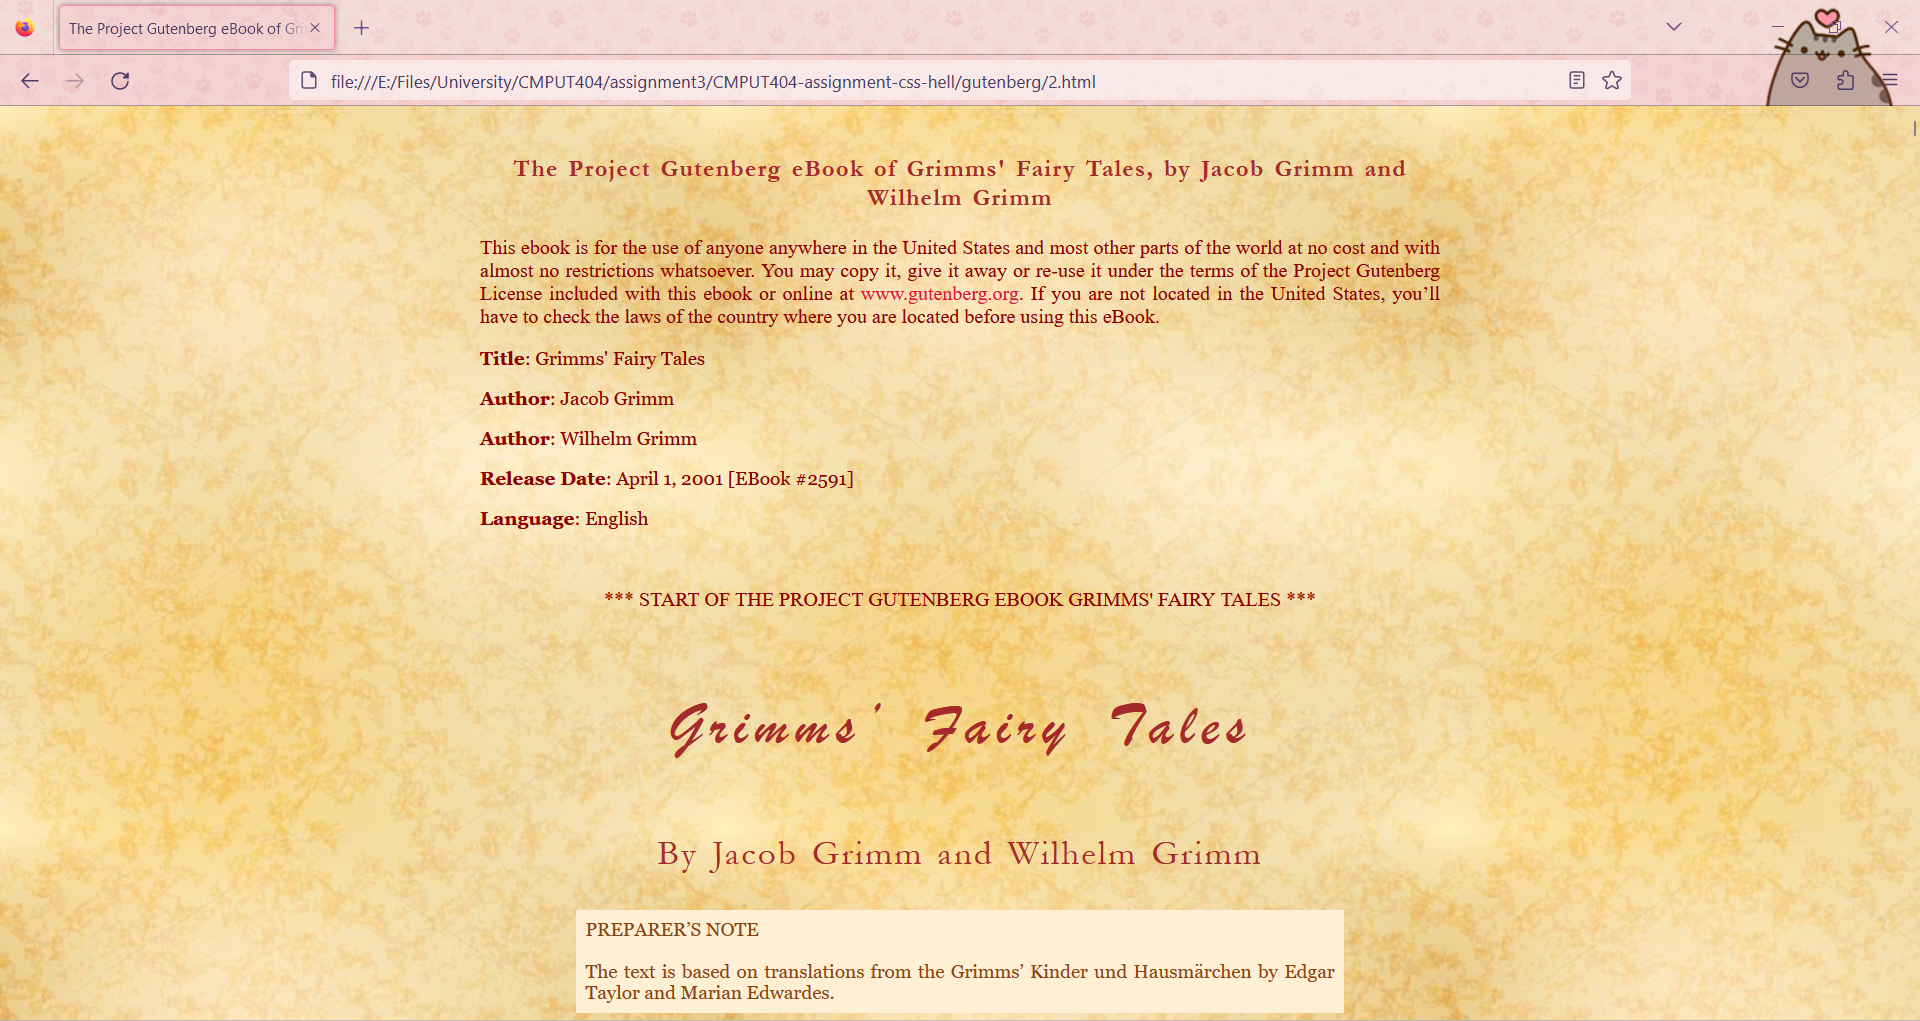 The Project Gutenberg eBook of Gri
file:///E:/Files/University/CMPUT404/assignment3/CMPUT404-assignment-css-hell/gutenberg/2.html
The Project Gutenberg eBook of Grimms' Fairy Tales, by Jacob Grimm and
Wilhelm Grimm
This ebook is for the use of anyone anywhere in the United States and most other parts of the world at no cost and with
almost no restrictions whatsoever. You may copy it, give it away or re-use it under the terms of the Project Gutenberg
License included with this ebook or online at www.gutenberg.org. If you are not located in the United States, you’ll
have to check the laws of the country where you are located before using this eBook.
Title: Grimms' Fairy Tales
Author: Jacob Grimm
Author: Wilhelm Grimm
Release Date: April 1, 2001 [EBook #2591]
Language: English
*** START OF THE PROJECT GUTENBERG EBOOK GRIMMS' FAIRY TALES ***
Grimms’ Fairy Tales
By Jacob Grimm and Wilhelm Grimm
PREPARER’S NOTE
The text is based on translations from the Grimms’ Kinder und Hausmärchen by Edgar
Taylor and Marian Edwardes.